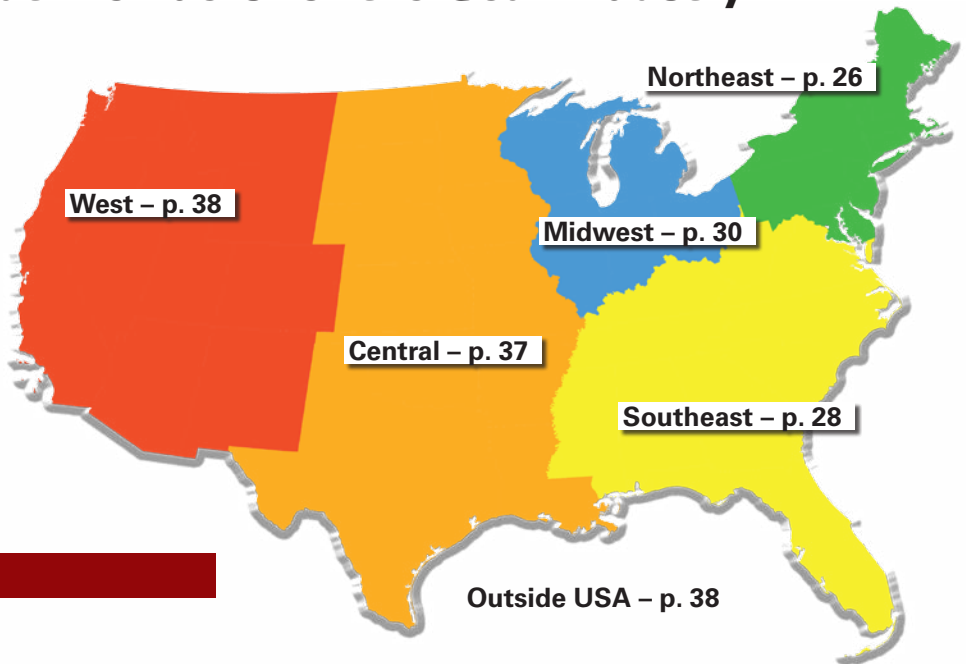 Northeast – p. 26
West – p. 38
Midwest – p. 30
Central – p. 37
Southeast – p. 28
Outside USA – p. 38